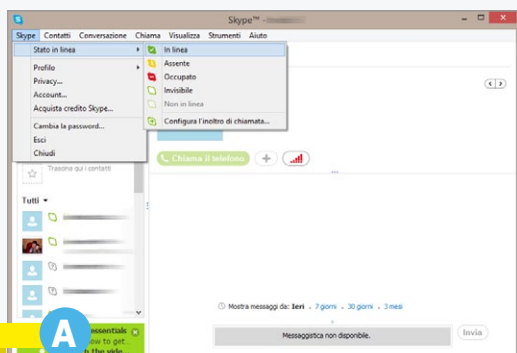 Skype™ -
Skype Contatti Conversazione Chiama Visualizza Strumenti Aiuto
Stato in linea
In linea
Assente
Occupato
Invisibile
Non in linea
Configura l'inoltro di chiamata...
Profilo
Privacy...
Account...
Acquista credito Skype...
Cambia la password...
Esci
Chiudi
Chiama il telefono
Trascina qui i contatti
Tutti
Mostra messaggi da: Ieri . 7 giorni . 30 giorni . 3 mesi
Messaggistica non disponibile.
Invia
A
essentials
how to get..